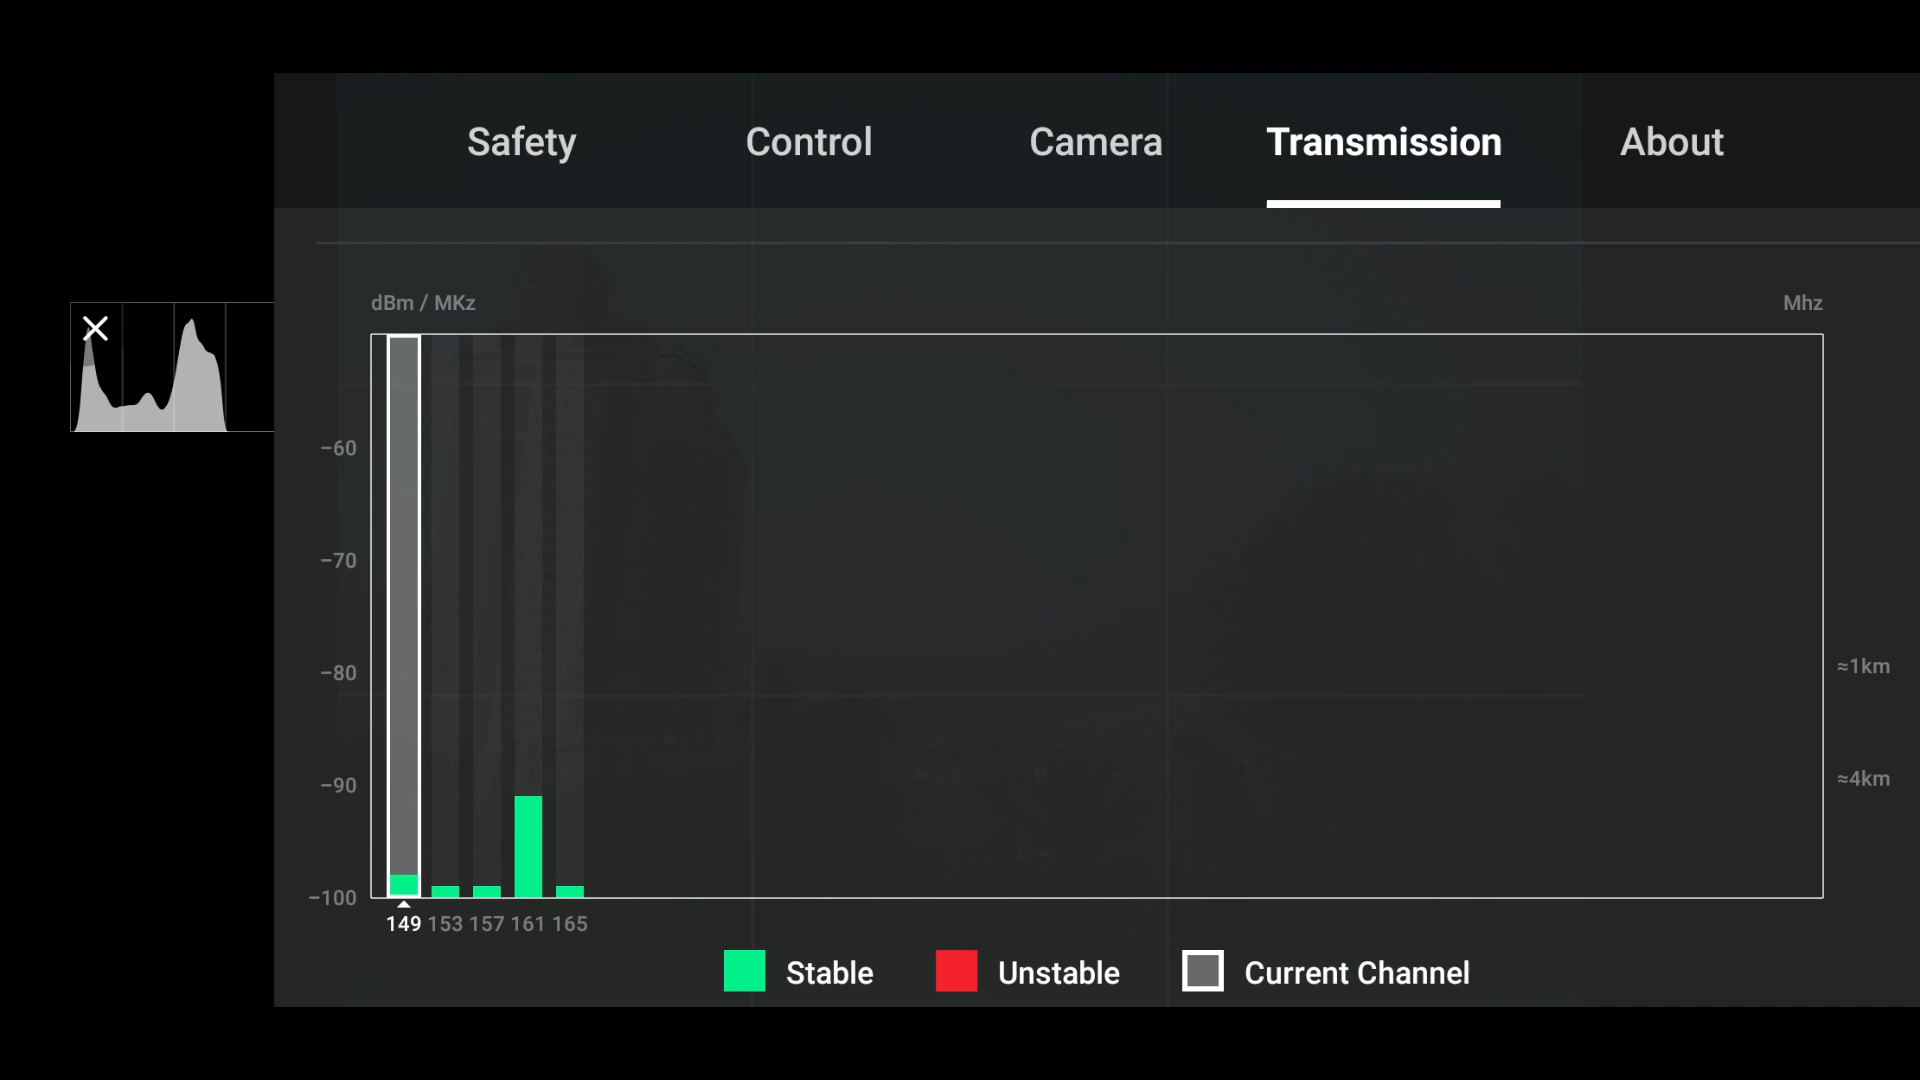 Safety Control Camera Transmission About
dBm / MKz Mhz
−60
−70
−80 ≈1km
−90 ≈4km
−100
149 153 157 161 165
Stable Unstable Current Channel